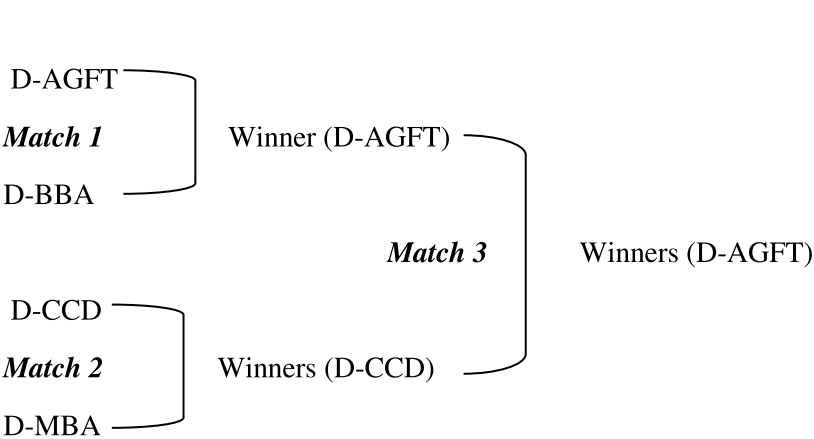 D-AGFT
Match 1
Winner (D-AGFT)
D-BBA
Match 3
Winners (D-AGFT)
D-CCD
Match 2
Winners (D-CCD)
D-MBA